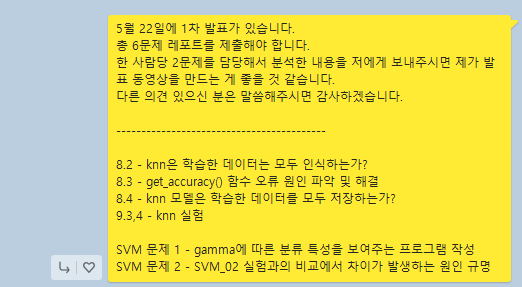 5월 22일에 1차 발표가 있습니다.
총 6문제 레포트를 제출해야 합니다.
한 사람당 2문제를 담당해서 분석한 내용을 저에게 보내주시면 제가 발
표 동영상을 만드는 게 좋을 것 같습니다.
다른 의견 있으신 분은 말씀해주시면 감사하겠습니다.
------------------------------------------
8.2 - knn은 학습한 데이터는 모두 인식하는가?
8.3 - get_accuracy() 함수 오류 원인 파악 및 해결
8.4 - knn 모델은 학습한 데이터를 모두 저장하는가?
9.3,4 - knn 실험
SVM 문제 1 - gamma에 따른 분류 특성을 보여주는 프로그램 작성
SVM 문제 2 - SVM_02 실험과의 비교에서 차이가 발생하는 원인 규명